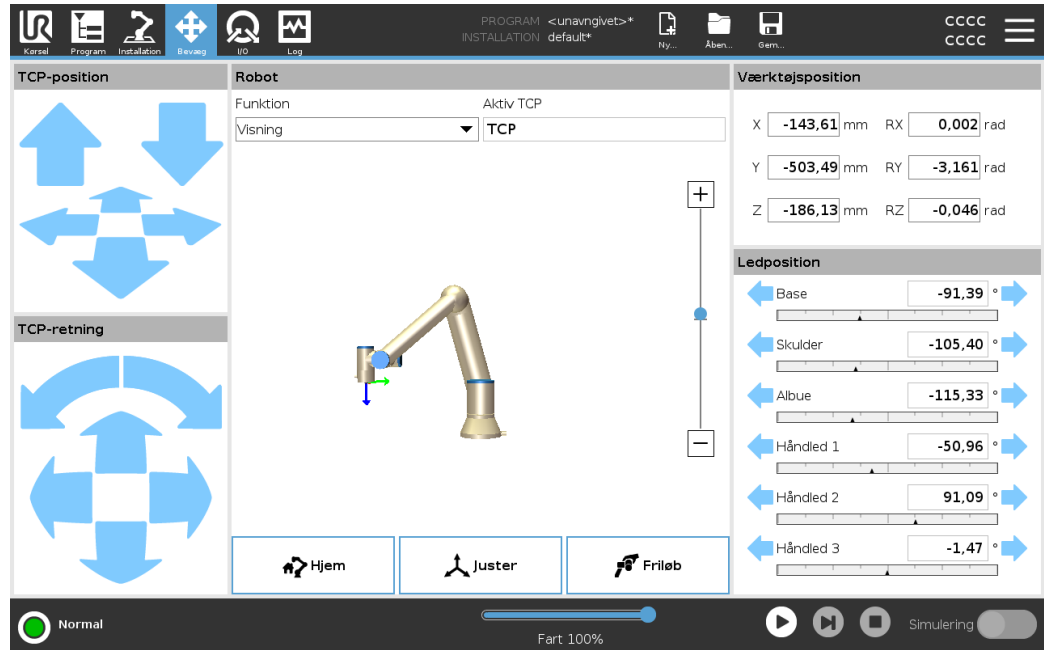 UR
PROGRAM <unavngivet>*
INSTALLATION default*
Kørsel Program Installation Bevæg I/O Log
Ny... Åben... Gem...
CCCC
CCCC
TCP-position
Robot
Værktøjsposition
Funktion
Aktiv TCP
Visning
TCP
X -143,61 mm RX 0,002 rad
Y -503,49 mm RY -3,161 rad
Z -186,13 mm RZ -0,046 rad
+
−
TCP-retning
Ledposition
Base -91,39 °
Skulder -105,40 °
Albue -115,33 °
Håndled 1 -50,96 °
Håndled 2 91,09 °
Håndled 3 -1,47 °
Hjem
Juster
Friløb
Normal
Fart 100%
Simulering